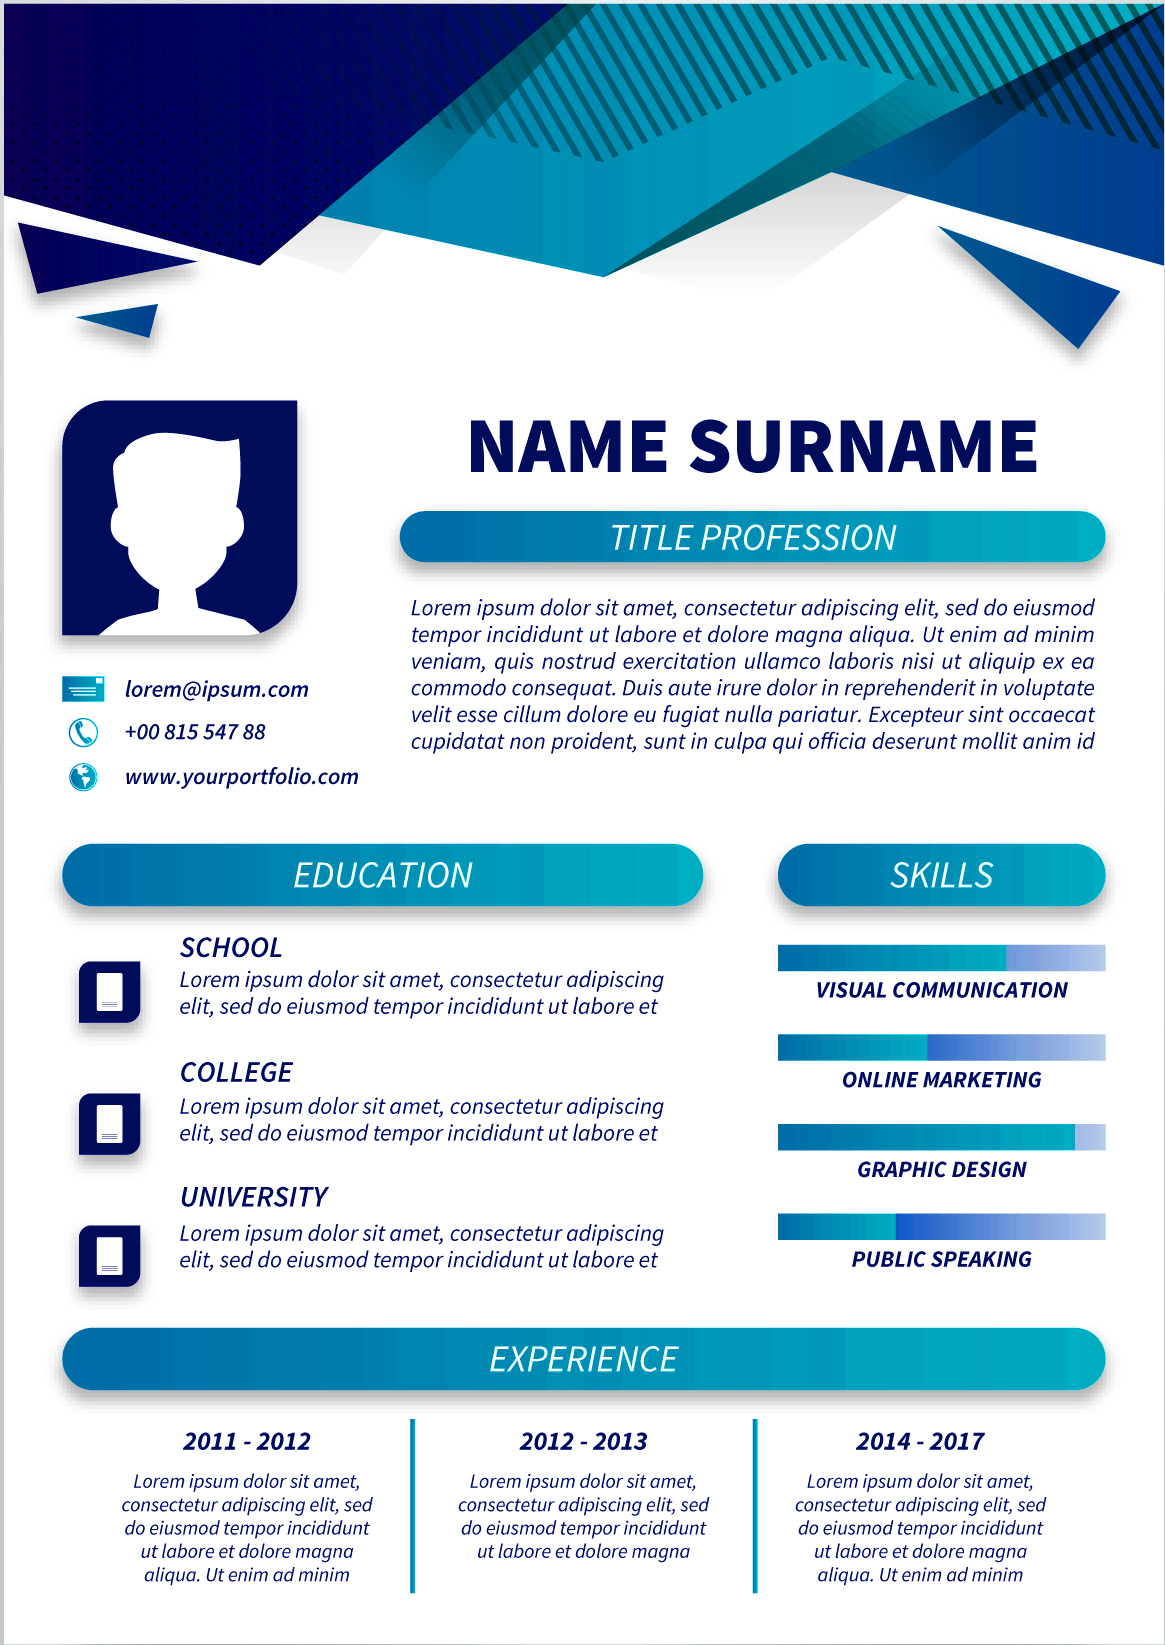 NAME SURNAME
TITLE PROFESSION
Lorem ipsum dolor sit amet, consectetur adipiscing elit, sed do eiusmod
tempor incididunt ut labore et dolore magna aliqua. Ut enim ad minim
veniam, quis nostrud exercitation ullamco laboris nisi ut aliquip ex ea
commodo consequat. Duis aute irure dolor in reprehenderit in voluptate
velit esse cillum dolore eu fugiat nulla pariatur. Excepteur sint occaecat
cupidatat non proident, sunt in culpa qui officia deserunt mollit anim id
lorem@ipsum.com
+00 815 547 88
www.yourportfolio.com
EDUCATION
SCHOOL
Lorem ipsum dolor sit amet, consectetur adipiscing
elit, sed do eiusmod tempor incididunt ut labore et
COLLEGE
Lorem ipsum dolor sit amet, consectetur adipiscing
elit, sed do eiusmod tempor incididunt ut labore et
UNIVERSITY
Lorem ipsum dolor sit amet, consectetur adipiscing
elit, sed do eiusmod tempor incididunt ut labore et
SKILLS
VISUAL COMMUNICATION
ONLINE MARKETING
GRAPHIC DESIGN
PUBLIC SPEAKING
EXPERIENCE
2011 - 2012
Lorem ipsum dolor sit amet,
consectetur adipiscing elit, sed
do eiusmod tempor incididunt
ut labore et dolore magna
aliqua. Ut enim ad minim
2012 - 2013
Lorem ipsum dolor sit amet,
consectetur adipiscing elit, sed
do eiusmod tempor incididunt
ut labore et dolore magna
2014 - 2017
Lorem ipsum dolor sit amet,
consectetur adipiscing elit, sed
do eiusmod tempor incididunt
ut labore et dolore magna
aliqua. Ut enim ad minim